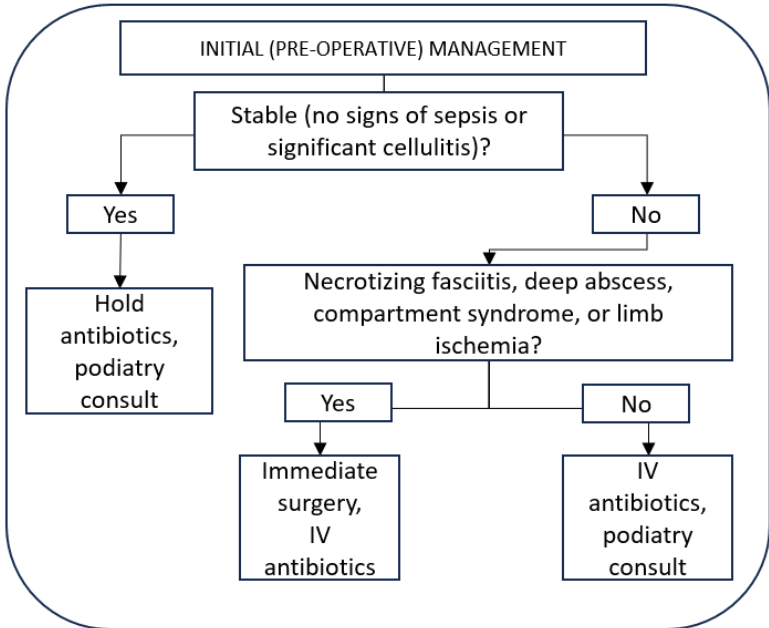 INITIAL (PRE-OPERATIVE) MANAGEMENT
Stable (no signs of sepsis or
significant cellulitis)?
Yes
No
Hold
antibiotics,
podiatry
consult
Necrotizing fasciitis, deep abscess,
compartment syndrome, or limb
ischemia?
Yes
No
Immediate
surgery,
IV
antibiotics
IV
antibiotics,
podiatry
consult